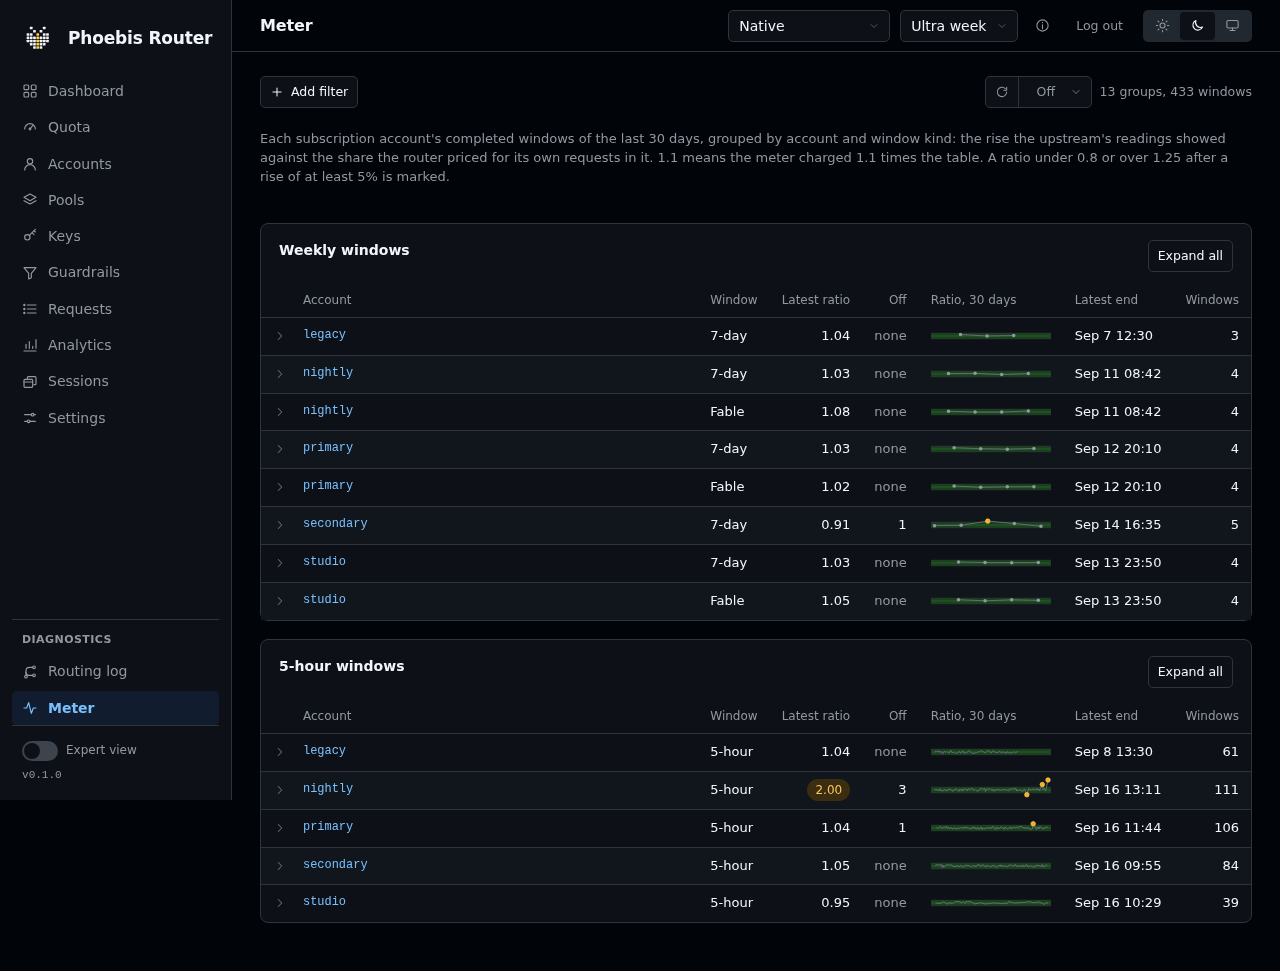 Phoebis Router
Dashboard
Quota
Accounts
Pools
Keys
Guardrails
Requests
Analytics
Sessions
Settings
DIAGNOSTICS
Routing log
Meter
Expert view
v0.1.0
Meter
Native
Ultra week
Log out
Add filter
Off
13 groups, 433 windows
Each subscription account's completed windows of the last 30 days, grouped by account and window kind: the rise the upstream's readings showed
against the share the router priced for its own requests in it. 1.1 means the meter charged 1.1 times the table. A ratio under 0.8 or over 1.25 after a
rise of at least 5% is marked.
Weekly windows
Expand all
Account Window Latest ratio Off Ratio, 30 days Latest end Windows
legacy 7-day 1.04 none Sep 7 12:30 3
nightly 7-day 1.03 none Sep 11 08:42 4
nightly Fable 1.08 none Sep 11 08:42 4
primary 7-day 1.03 none Sep 12 20:10 4
primary Fable 1.02 none Sep 12 20:10 4
secondary 7-day 0.91 1 Sep 14 16:35 5
studio 7-day 1.03 none Sep 13 23:50 4
studio Fable 1.05 none Sep 13 23:50 4
5-hour windows
Expand all
Account Window Latest ratio Off Ratio, 30 days Latest end Windows
legacy 5-hour 1.04 none Sep 8 13:30 61
nightly 5-hour 2.00 3 Sep 16 13:11 111
primary 5-hour 1.04 1 Sep 16 11:44 106
secondary 5-hour 1.05 none Sep 16 09:55 84
studio 5-hour 0.95 none Sep 16 10:29 39